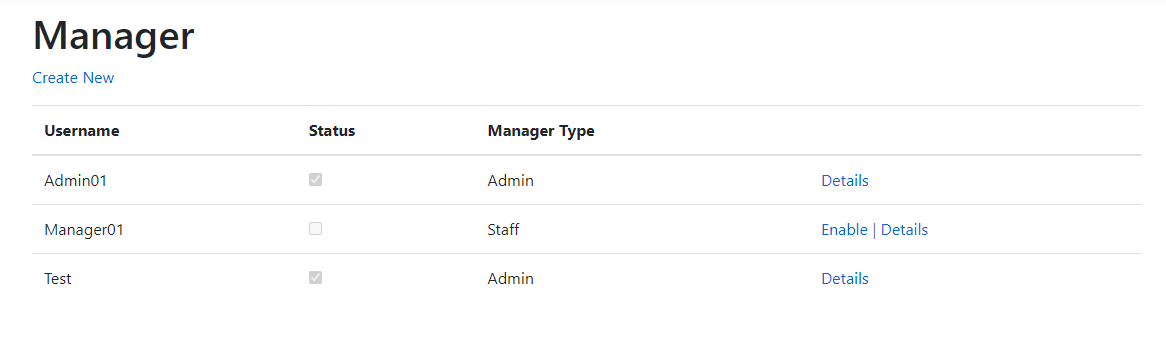 Manager
Create New
Username Status Manager Type
Admin01 Admin Details
Manager01 Staff Enable | Details
Test Admin Details